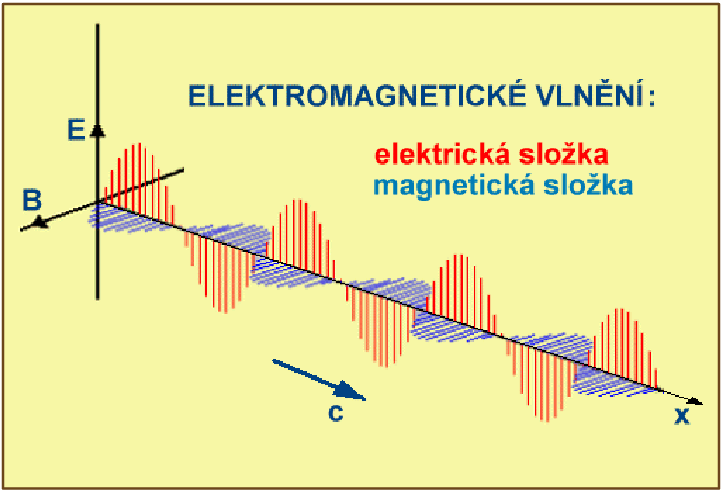 ELEKTROMAGNETICKÉ VLNĚNÍ:
E
elektrická složka
magnetická složka
B
c
x